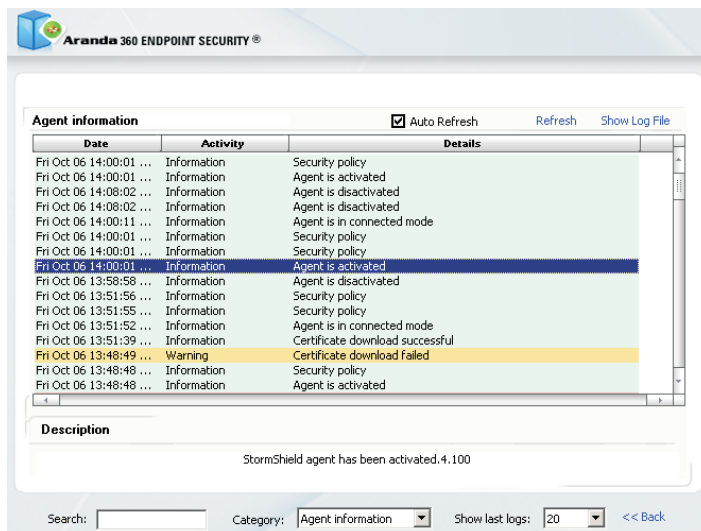 Aranda 360 ENDPOINT SECURITY ®
Agent information Auto Refresh Refresh Show Log File
Date Activity Details
Fri Oct 06 14:00:01 ... Information Security policy
Fri Oct 06 14:00:01 ... Information Agent is activated
Fri Oct 06 14:08:02 ... Information Agent is disactivated
Fri Oct 06 14:08:02 ... Information Agent is disactivated
Fri Oct 06 14:00:11 ... Information Agent is in connected mode
Fri Oct 06 14:00:01 ... Information Security policy
Fri Oct 06 14:00:01 ... Information Security policy
Fri Oct 06 14:00:01 ... Information Agent is activated
Fri Oct 06 13:58:58 ... Information Agent is disactivated
Fri Oct 06 13:51:56 ... Information Security policy
Fri Oct 06 13:51:55 ... Information Security policy
Fri Oct 06 13:51:52 ... Information Agent is in connected mode
Fri Oct 06 13:51:39 ... Information Certificate download successful
Fri Oct 06 13:48:49 ... Warning Certificate download failed
Fri Oct 06 13:48:48 ... Information Security policy
Fri Oct 06 13:48:48 ... Information Agent is activated
Description
StormShield agent has been activated.4.100
Search: Category: Agent information Show last logs: 20 << Back